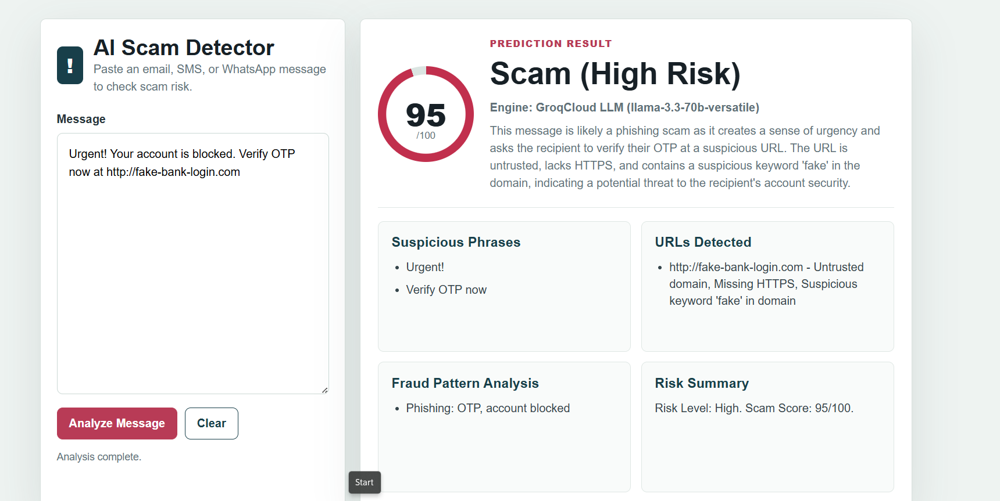 !
AI Scam Detector
Paste an email, SMS, or WhatsApp message
to check scam risk.
Message
Urgent! Your account is blocked. Verify OTP
now at http://fake-bank-login.com
Analyze Message
Clear
Analysis complete.
PREDICTION RESULT
Scam (High Risk)
95
/100
Engine: GroqCloud LLM (llama-3.3-70b-versatile)
This message is likely a phishing scam as it creates a sense of urgency and
asks the recipient to verify their OTP at a suspicious URL. The URL is
untrusted, lacks HTTPS, and contains a suspicious keyword 'fake' in the
domain, indicating a potential threat to the recipient's account security.
Suspicious Phrases
• Urgent!
• Verify OTP now
URLs Detected
• http://fake-bank-login.com - Untrusted
domain, Missing HTTPS, Suspicious
keyword 'fake' in domain
Fraud Pattern Analysis
• Phishing: OTP, account blocked
Risk Summary
Risk Level: High. Scam Score: 95/100.
Start